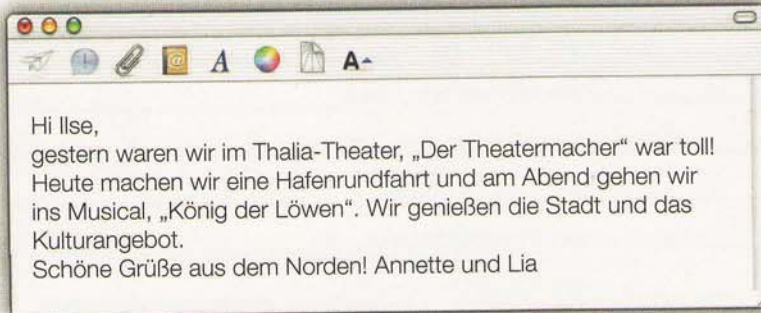 @ A A
Hi Ilse,
gestern waren wir im Thalia-Theater, „Der Theatermacher“ war toll!
Heute machen wir eine Hafenrundfahrt und am Abend gehen wir
ins Musical, „König der Löwen“. Wir genießen die Stadt und das
Kulturangebot.
Schöne Grüße aus dem Norden! Annette und Lia